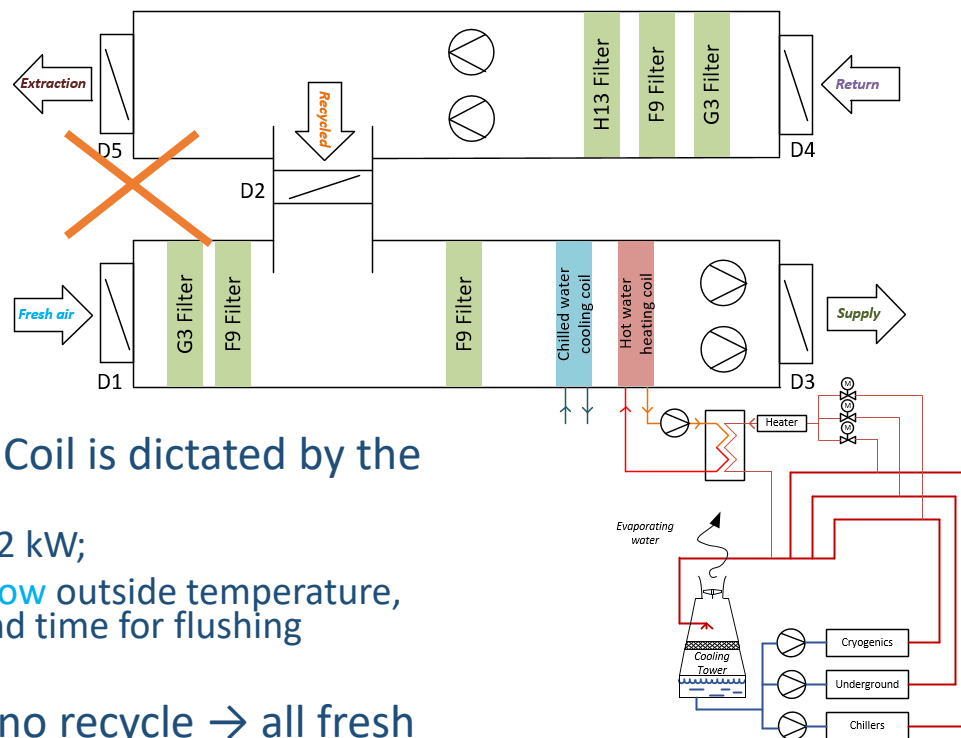 Extraction
Recycled
H13 Filter
F9 Filter
G3 Filter
Return
D5
D4
D2
Fresh air
G3 Filter
F9 Filter
F9 Filter
Chilled water
cooling coil
Hot water
heating coil
Supply
D1
D3
M
M
M
Heater
Coil is dictated by the
2 kW;
ow outside temperature,
nd time for flushing
no recycle → all fresh
Evaporating
water
Cooling
Tower
Cryogenics
Underground
Chillers